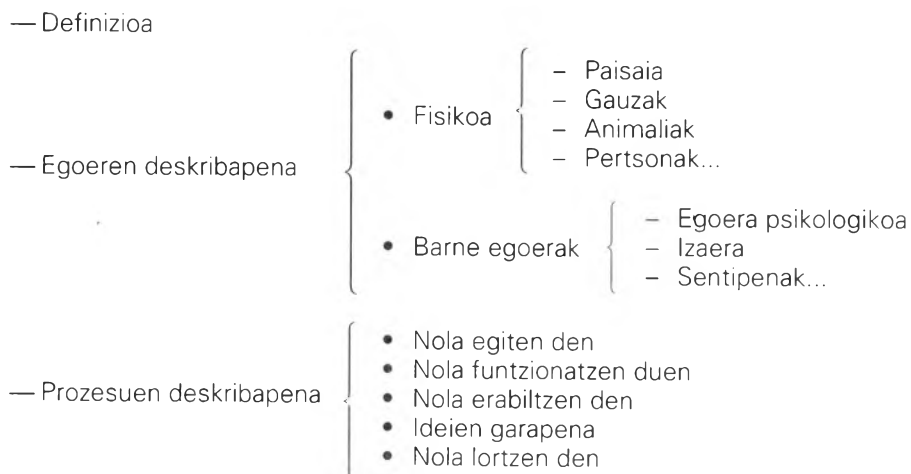 — Definizioa
— Egoeren deskribapena
• Fisikoa
– Paisaia
– Gauzak
– Animaliak
– Pertsonak...
• Barne egoerak
– Egoera psikologikoa
– Izaera
– Sentipenak...
— Prozesuen deskribapena
• Nola egiten den
• Nola funtzionatzen duen
• Nola erabiltzen den
• Ideien garapena
• Nola lortzen den